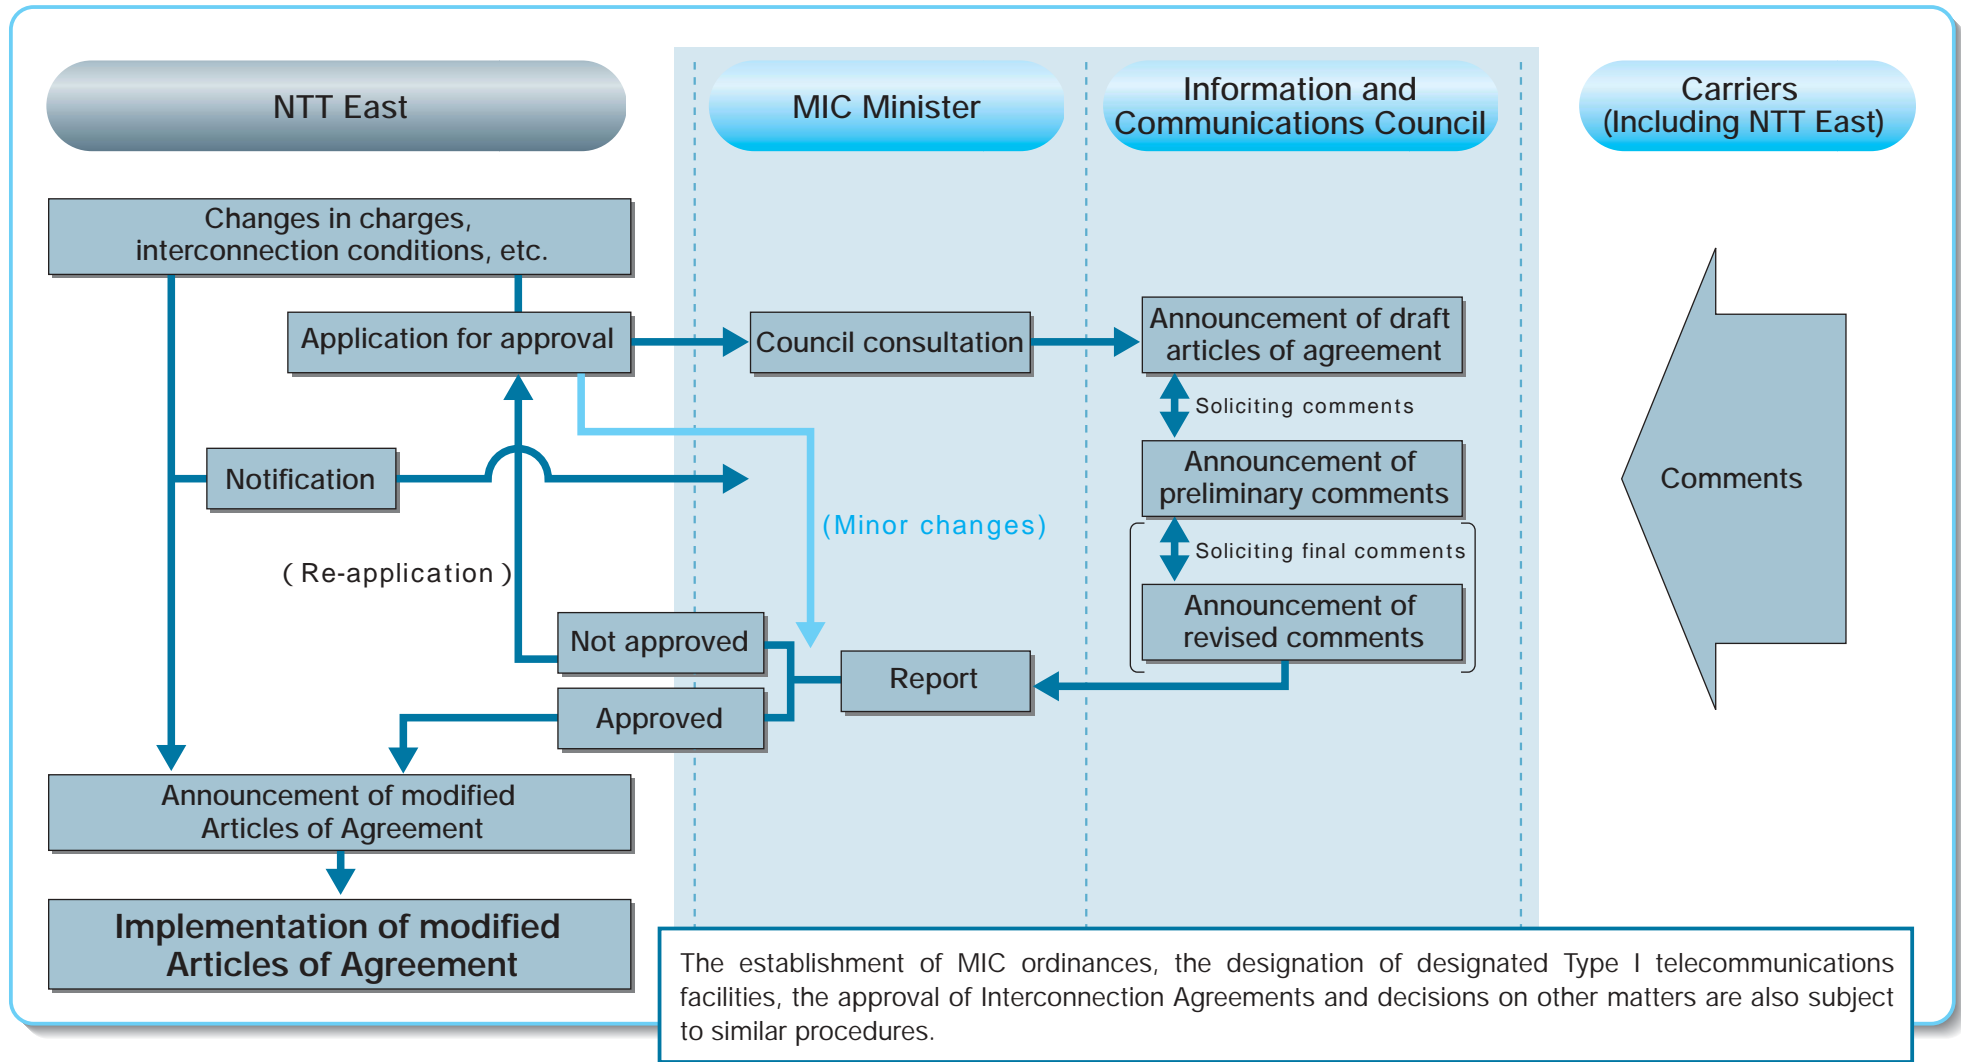 NTT East
MIC Minister
Information and
Communications Council
Carriers
(Including NTT East)
Changes in charges,
interconnection conditions, etc.
Application for approval
Council consultation
Announcement of draft
articles of agreement
Soliciting comments
Notification
Announcement of
preliminary comments
Comments
(Minor changes)
Soliciting final comments
(Re-application)
Announcement of
revised comments
Not approved
Report
Approved
Announcement of modified
Articles of Agreement
Implementation of modified
Articles of Agreement
The establishment of MIC ordinances, the designation of designated Type I telecommunications
facilities, the approval of Interconnection Agreements and decisions on other matters are also subject
to similar procedures.